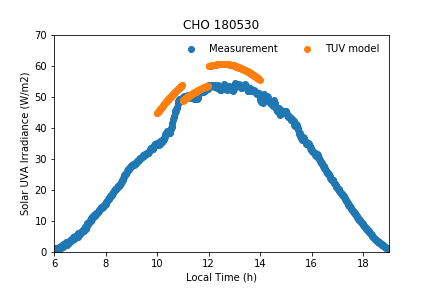 CHO 180530
Measurement TUV model
Solar UVA Irradiance (W/m2)
70
60
50
40
30
20
10
0
6 8 10 12 14 16 18
Local Time (h)